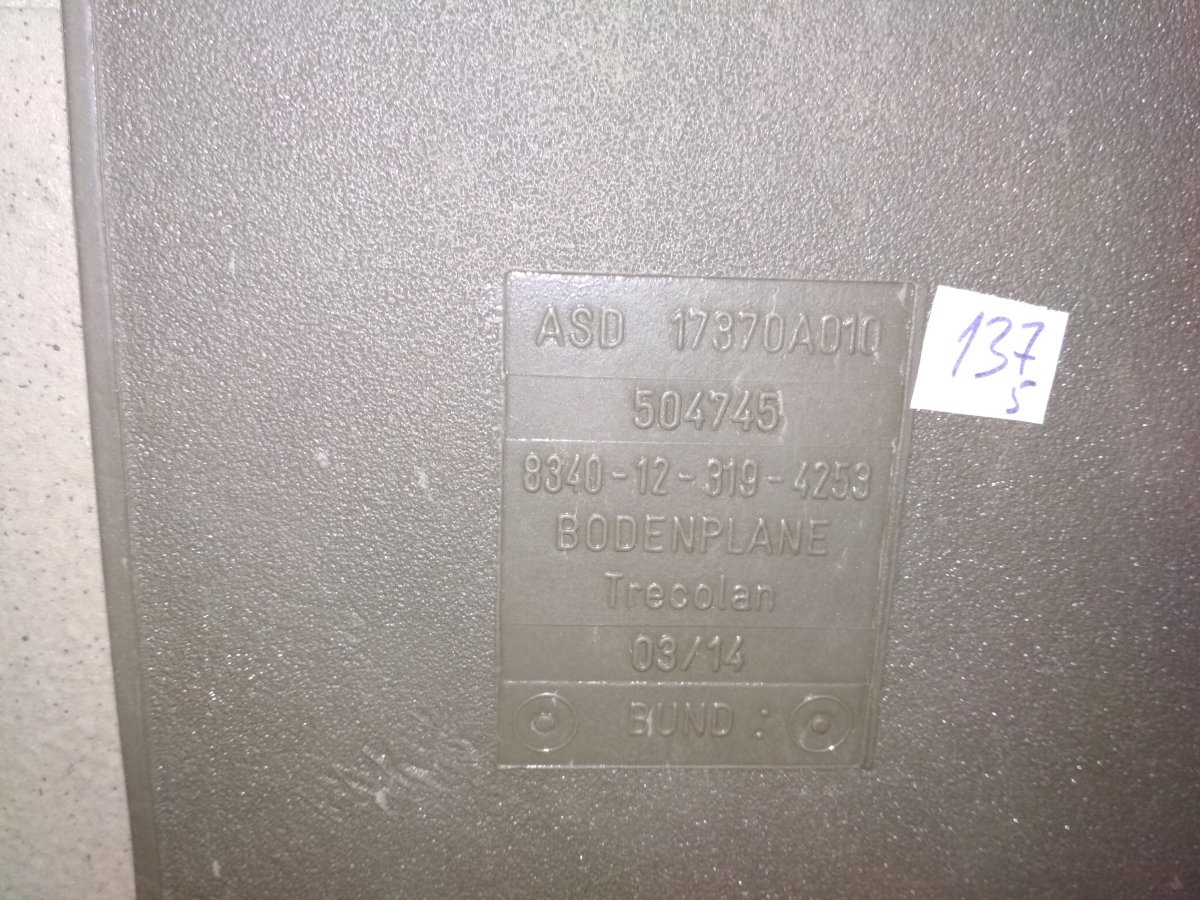 ASD 17370A010
504745
8340-12-319-4253
BODENPLANE
Trecolan
03/14
BUND :
137
5